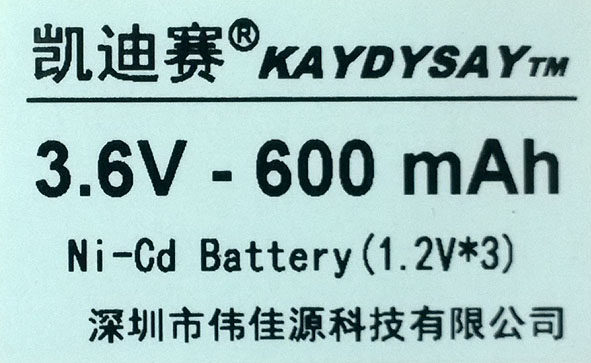 凯迪赛® KAYDYSAY™
3.6V - 600 mAh
Ni-Cd Battery(1.2V*3)
深圳市伟佳源科技有限公司